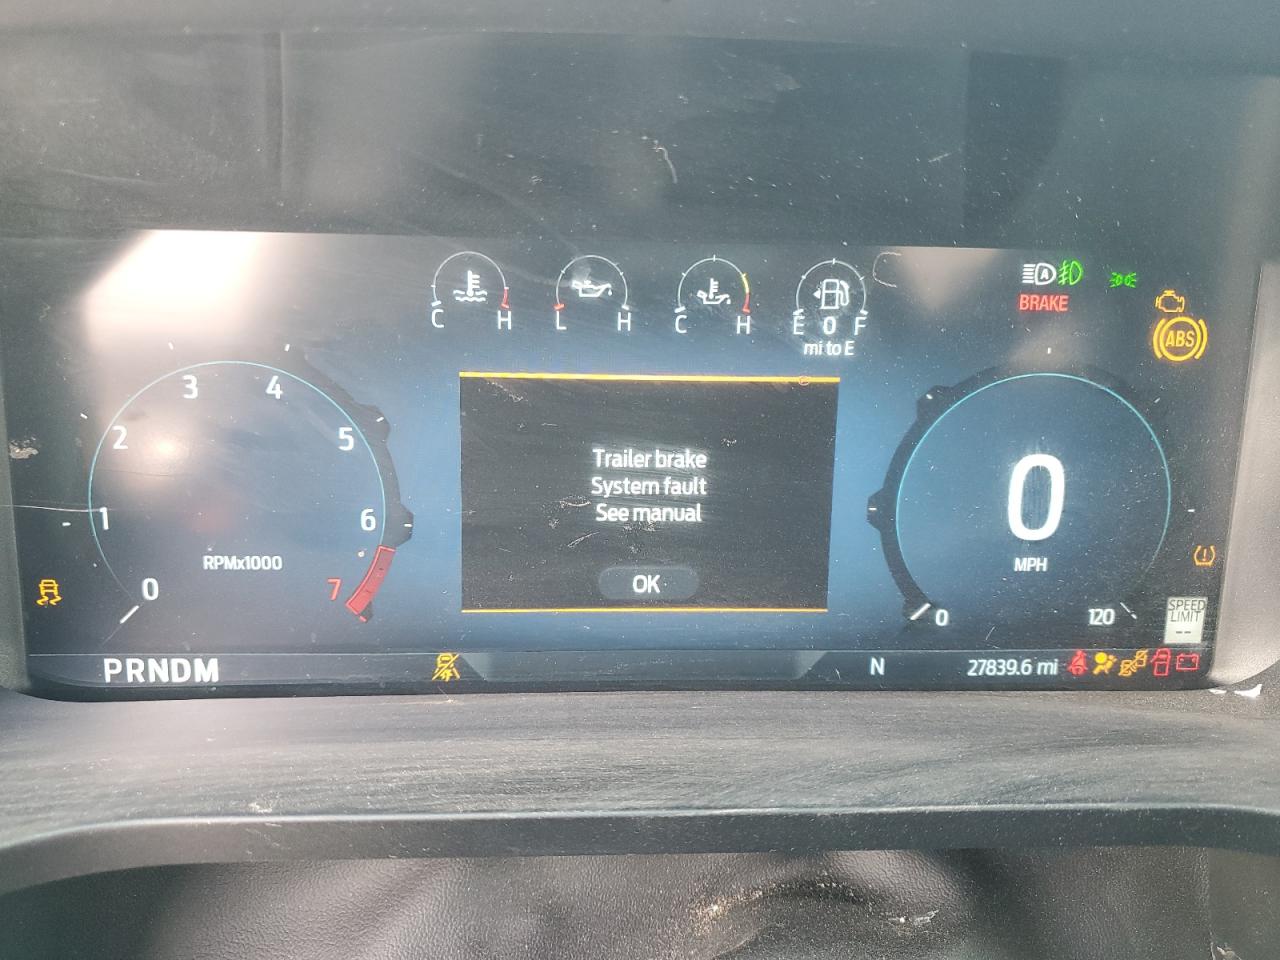 C H
L H
C H
E 0 F
mi to E
A
BRAKE
ABS
0
1
2
3
4
5
6
7
RPMx1000
Trailer brake
System fault
See manual
OK
0
MPH
0
120
SPEED
LIMIT
--
PRNDM
N
27839.6 mi